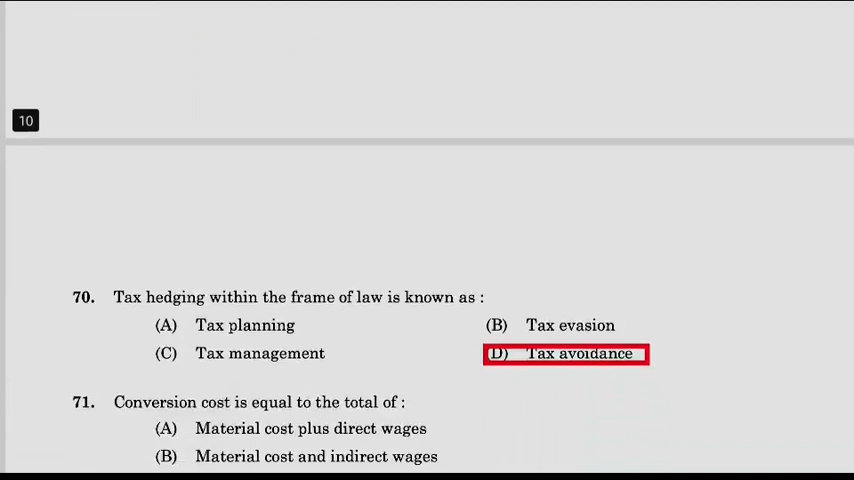 10
70. Tax hedging within the frame of law is known as :
(A) Tax planning (B) Tax evasion
(C) Tax management (D) Tax avoidance
71. Conversion cost is equal to the total of :
(A) Material cost plus direct wages
(B) Material cost and indirect wages